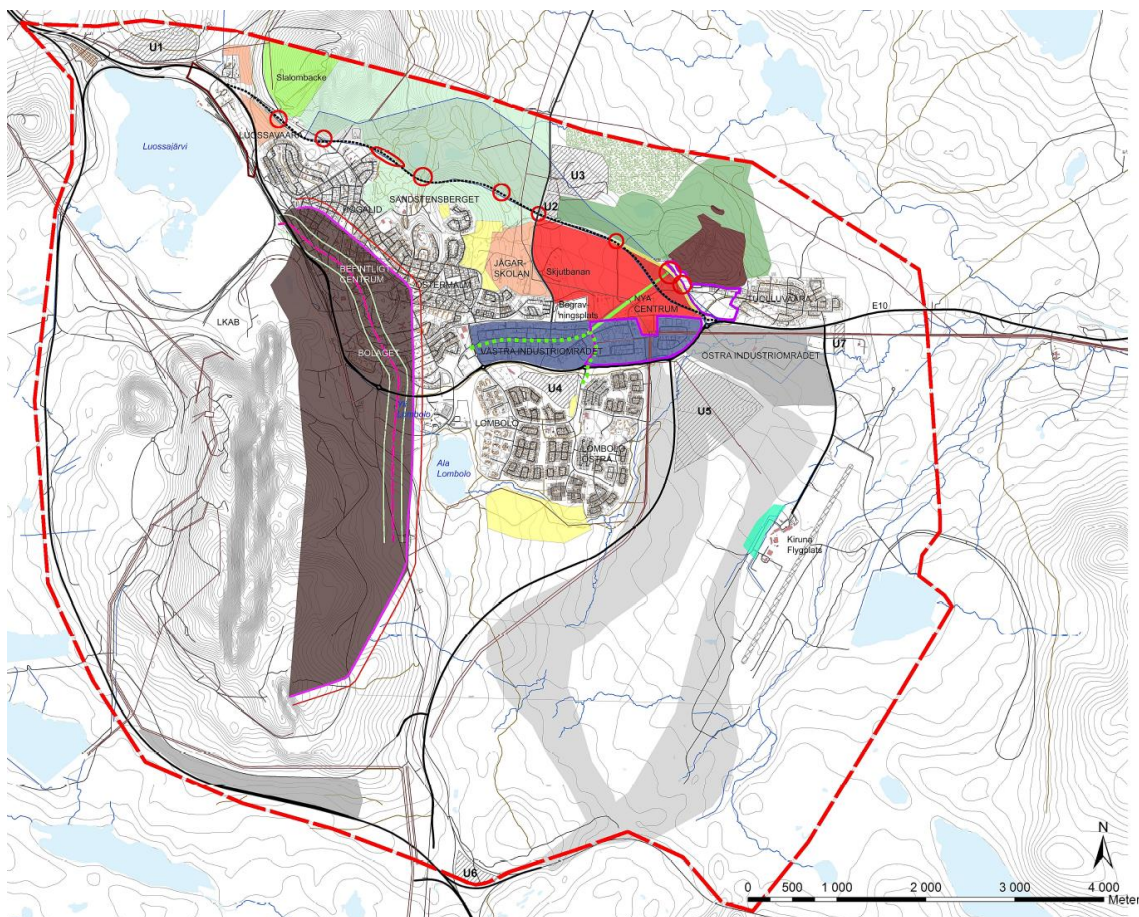 U1
Slalombacke
LUOSSAVAARA
Luossajärvi
U3
HÖGALID
SANDSTENSBERGET
U2
BEFINTLIGT
CENTRUM
JÄGAR-
SKOLAN
Skjutbanan
ÖSTERMALM
NYA
CENTRUM
TUOLLUVAARA
Begrav
ningsplats
E10
LKAB
BOLAGET
VÄSTRA INDUSTRIOMRÅDET
ÖSTRA INDUSTRIOMRÅDET
U7
U4
U5
Lombolo
LOMBOLO
LOMBOLO
ÖSTRA
Ala
Lombolo
Kiruna
Flygplats
U6
N
0 500 1 000 2 000 3 000 4 000
Meter